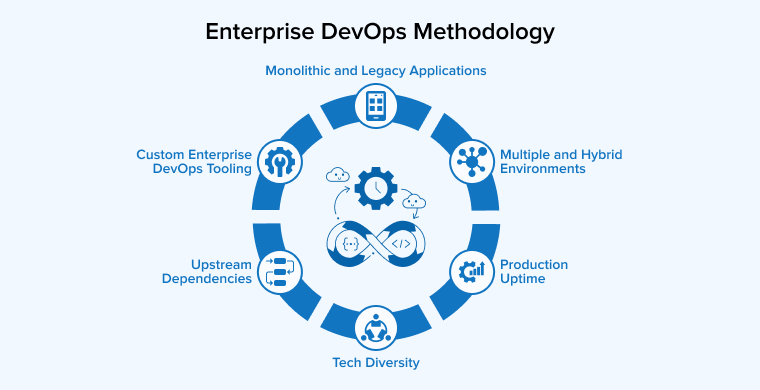 Enterprise DevOps Methodology
Monolithic and Legacy Applications
Custom Enterprise
DevOps Tooling
Multiple and Hybrid
Environments
Upstream
Dependencies
Production
Uptime
Tech Diversity
{...}
</>